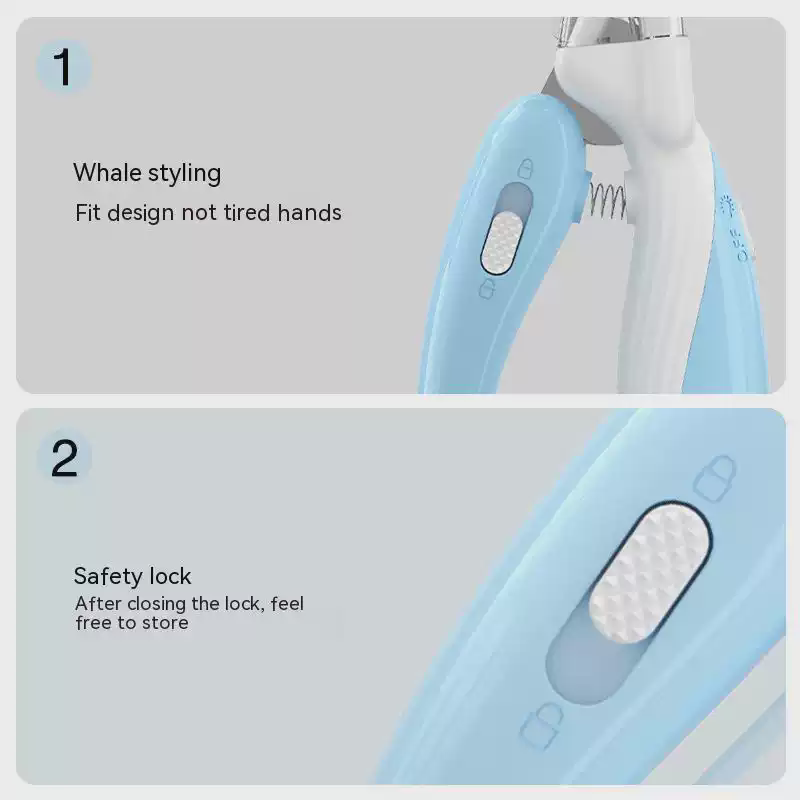 1
Whale styling
Fit design not tired hands
OFF
2
Safety lock
After closing the lock, feel
free to store